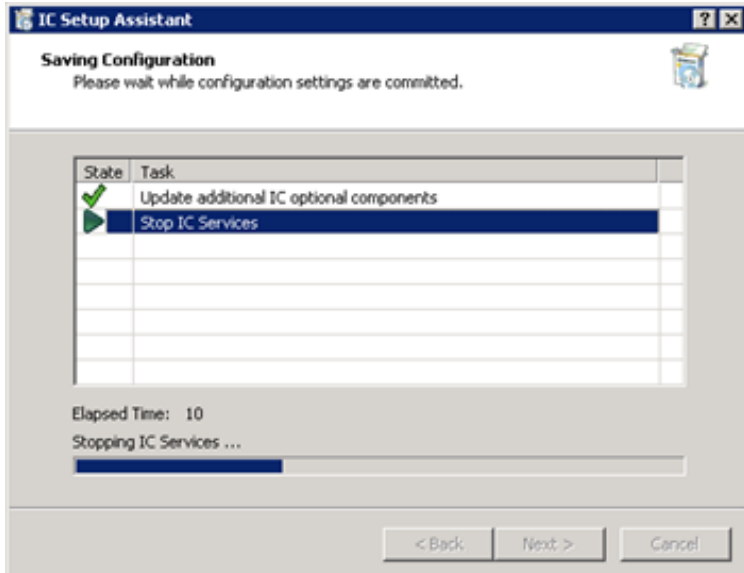 IC Setup Assistant
Saving Configuration
Please wait while configuration settings are committed.
State Task
Update additional IC optional components
Stop IC Services
Elapsed Time: 10
Stopping IC Services ...
< Back Next > Cancel